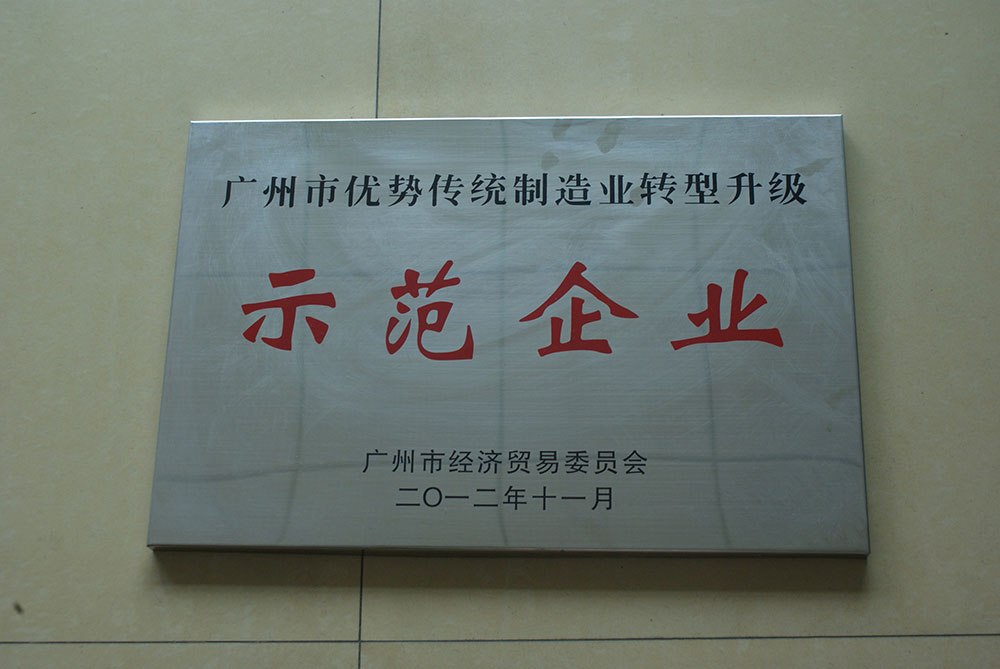 广州市优势传统制造业转型升级
示范企业
广州市经济贸易委员会
二〇一二年十一月